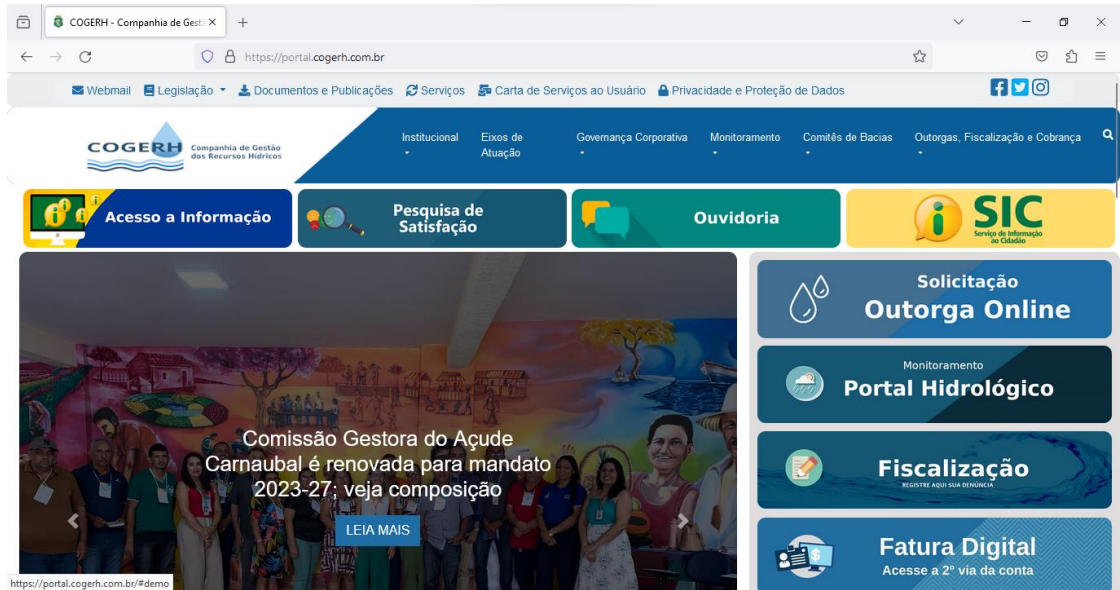 COGERH - Companhia de Gest
https://portal.cogerh.com.br
Webmail Legislação Documentos e Publicações Serviços Carta de Serviços ao Usuário Privacidade e Proteção de Dados
COGERH Companhia de Gestão
dos Recursos Hídricos
Institucional Eixos de
Atuação
Governança Corporativa Monitoramento Comitês de Bacias Outorgas, Fiscalização e Cobrança
Acesso a Informação
Pesquisa de
Satisfação
Ouvidoria
SIC
Serviço de Informação
ao Cidadão
Comissão Gestora do Açude
Carnaubal é renovada para mandato
2023-27; veja composição
LEIA MAIS
Solicitação
Outorga Online
Monitoramento
Portal Hidrológico
Fiscalização
REGISTRE AQUI SUA DENÚNCIA
Fatura Digital
Acesse a 2º via da conta
https://portal.cogerh.com.br/#demo